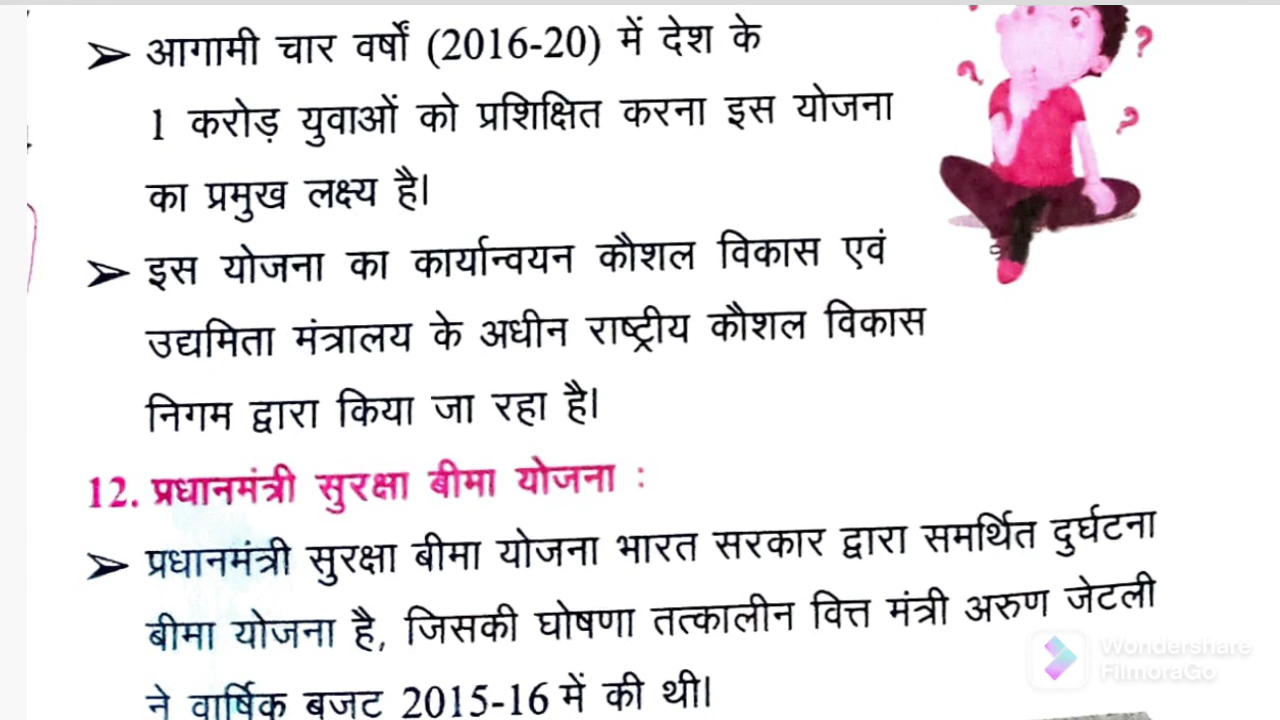 ➢ आगामी चार वर्षों (2016-20) में देश के
1 करोड़ युवाओं को प्रशिक्षित करना इस योजना
का प्रमुख लक्ष्य है।
➢ इस योजना का कार्यान्वयन कौशल विकास एवं
उद्यमिता मंत्रालय के अधीन राष्ट्रीय कौशल विकास
निगम द्वारा किया जा रहा है।
12. प्रधानमंत्री सुरक्षा बीमा योजना :
➢ प्रधानमंत्री सुरक्षा बीमा योजना भारत सरकार द्वारा समर्थित दुर्घटना
बीमा योजना है, जिसकी घोषणा तत्कालीन वित्त मंत्री अरुण जेटली
ने वार्षिक बजट 2015-16 में की थी।
Wondershare
FilmoraGo